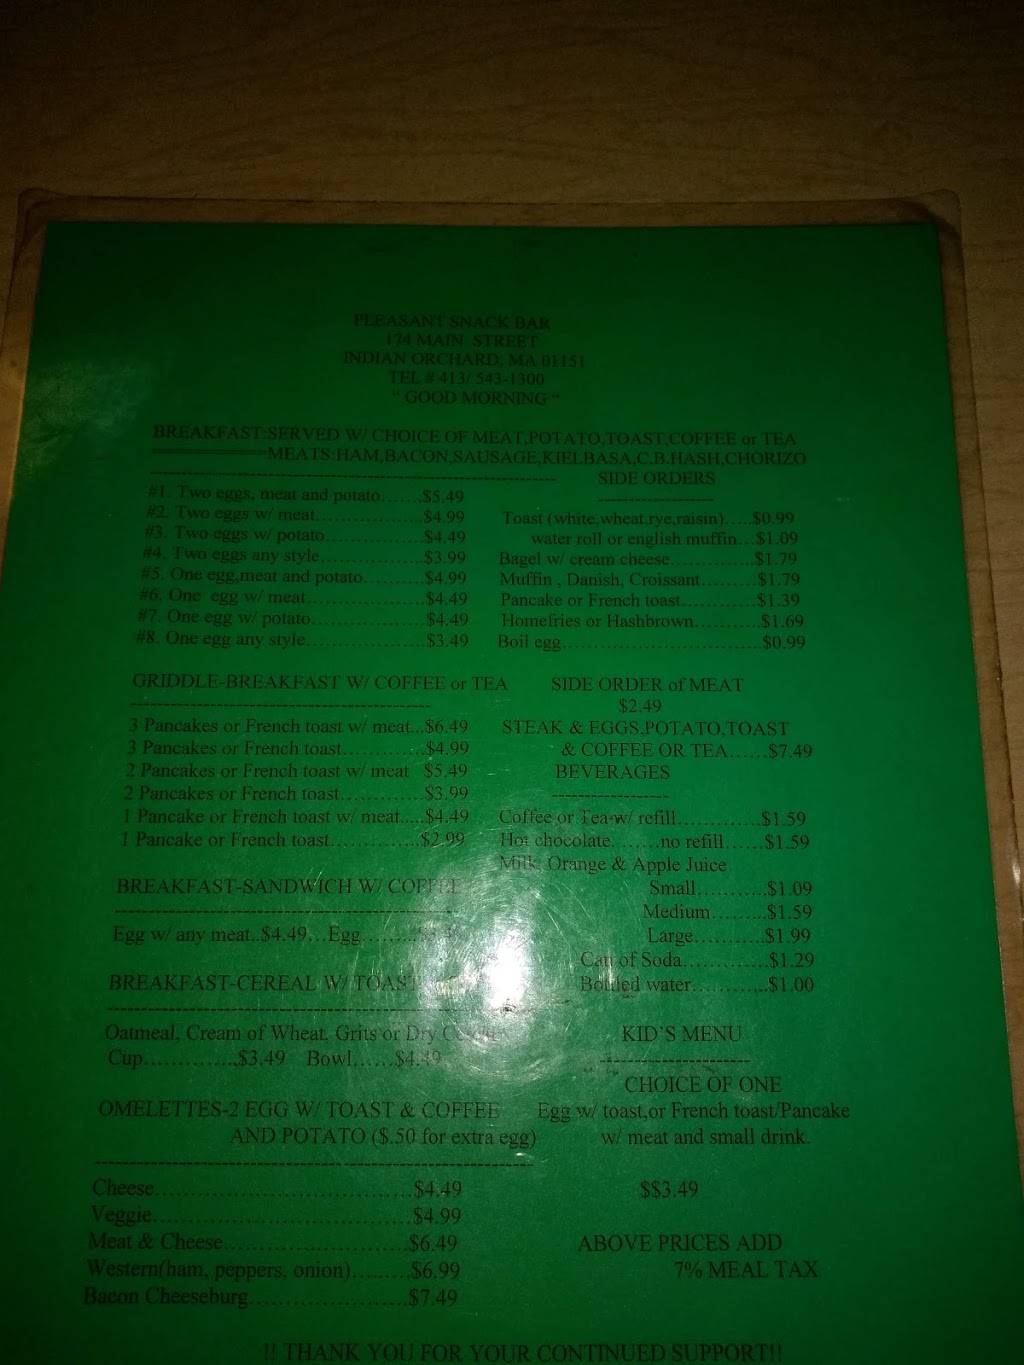 PLEASANT SNACK BAR
174 MAIN STREET
INDIAN ORCHARD, MA 01151
TEL # 413/ 543-1300
" GOOD MORNING "
BREAKFAST:SERVED W/ CHOICE OF MEAT,POTATO,TOAST,COFFEE or TEA
============MEATS:HAM,BACON,SAUSAGE,KIELBASA,C.B.HASH,CHORIZO
#1. Two eggs, meat and potato.......$5.49
#2. Two eggs w/ meat....................$4.99
#3. Two eggs w/ potato..................$4.49
#4. Two eggs any style...................$3.99
#5. One egg,meat and potato..........$4.99
#6. One egg w/ meat......................$4.49
#7. One egg w/ potato....................$4.49
#8. One egg any style.....................$3.49
SIDE ORDERS
Toast (white,wheat,rye,raisin).....$0.99
water roll or english muffin...$1.09
Bagel w/ cream cheese...............$1.79
Muffin , Danish, Croissant.........$1.79
Pancake or French toast.............$1.39
Homefries or Hashbrown...........$1.69
Boil egg...................................$0.99
GRIDDLE-BREAKFAST W/ COFFEE or TEA
3 Pancakes or French toast w/ meat...$6.49
3 Pancakes or French toast..............$4.99
2 Pancakes or French toast w/ meat $5.49
2 Pancakes or French toast..............$3.99
1 Pancake or French toast w/ meat.....$4.49
1 Pancake or French toast...............$2.99
SIDE ORDER of MEAT
$2.49
STEAK & EGGS,POTATO,TOAST
& COFFEE OR TEA......$7.49
BEVERAGES
Coffee or Tea-w/ refill..............$1.59
Hot chocolate.........no refill......$1.59
Milk, Orange & Apple Juice
Small............$1.09
Medium.........$1.59
Large............$1.99
Can of Soda...............$1.29
Bottled water.............$1.00
BREAKFAST-SANDWICH W/ COFFEE
Egg w/ any meat..$4.49...Egg.........
BREAKFAST-CEREAL W/ TOAST
Oatmeal, Cream of Wheat, Grits or Dry
Cup..............$3.49 Bowl......$4.49
OMELETTES-2 EGG W/ TOAST & COFFEE
AND POTATO ($.50 for extra egg)
Cheese.....................................$4.49
Veggie.....................................$4.99
Meat & Cheese...........................$6.49
Western(ham, peppers, onion).........$6.99
Bacon Cheeseburg.......................$7.49
KID'S MENU
CHOICE OF ONE
Egg w/ toast,or French toast/Pancake
w/ meat and small drink.
$$3.49
ABOVE PRICES ADD
7% MEAL TAX
!! THANK YOU FOR YOUR CONTINUED SUPPORT!!